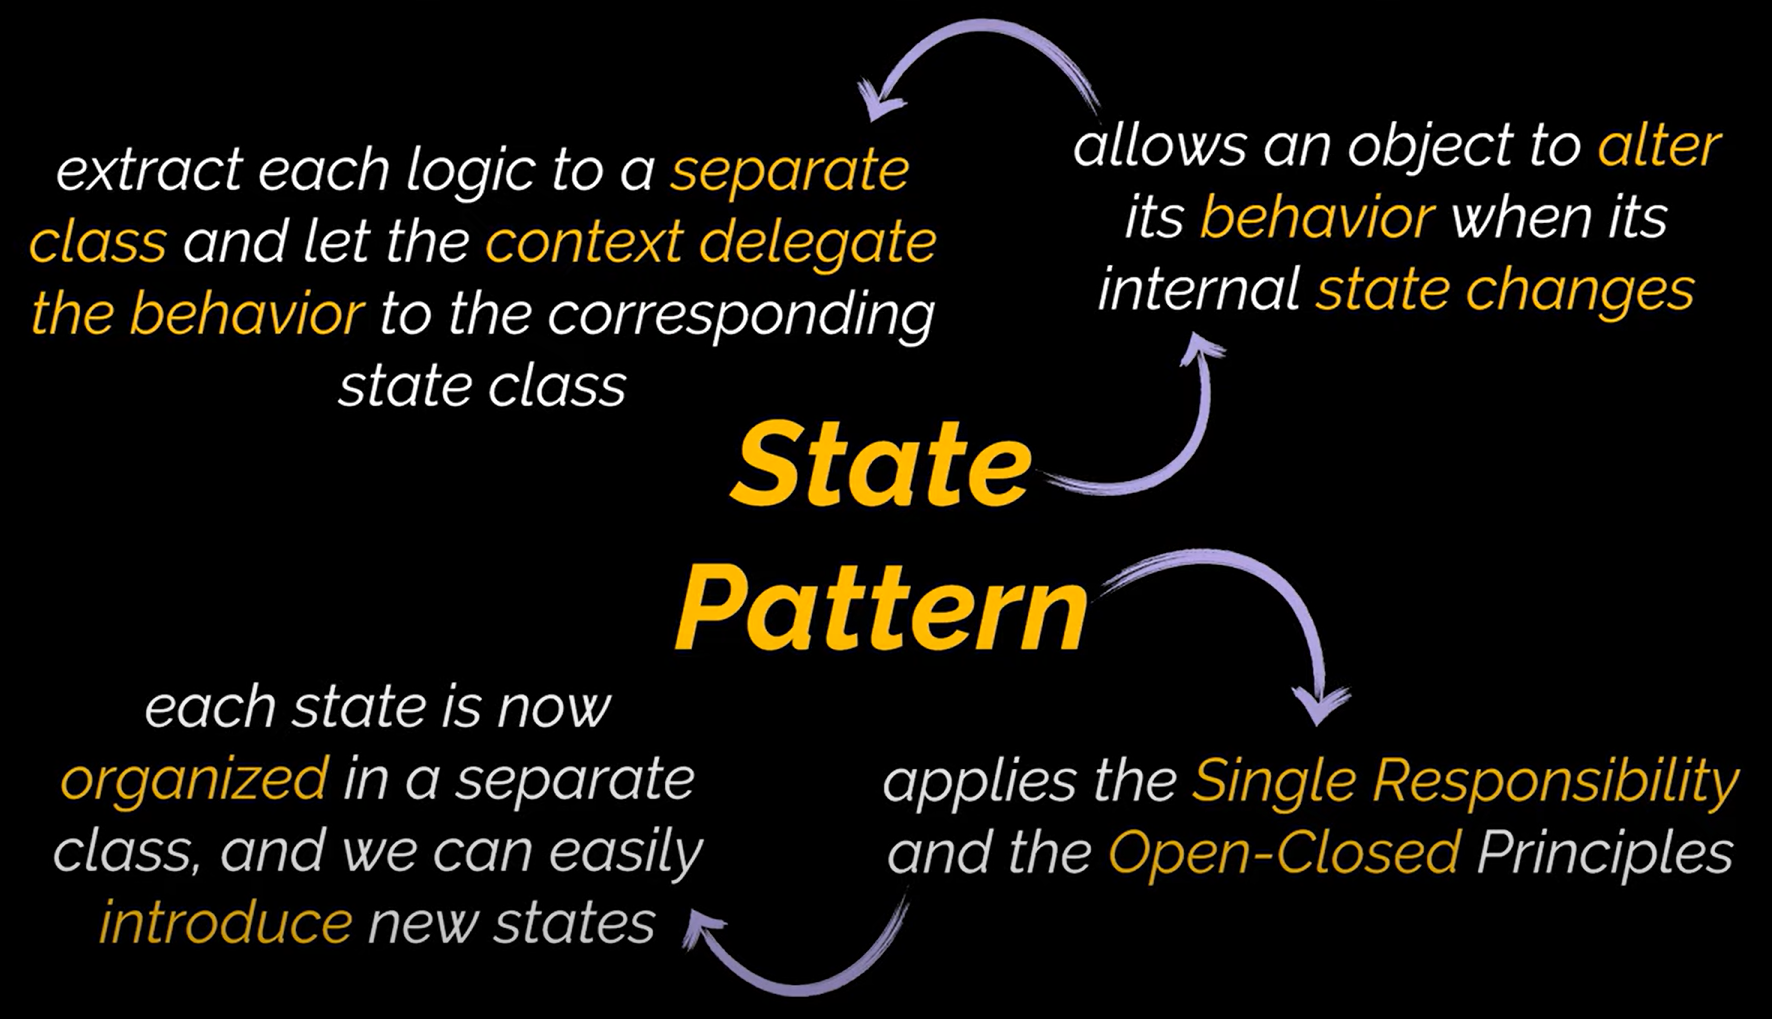 extract each logic to a separate
class and let the context delegate
the behavior to the corresponding
state class
allows an object to alter
its behavior when its
internal state changes
State
Pattern
each state is now
organized in a separate
class, and we can easily
introduce new states
applies the Single Responsibility
and the Open-Closed Principles